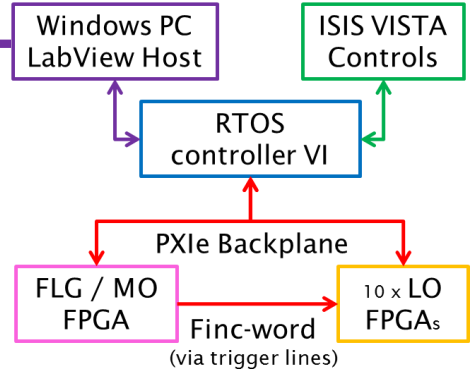 Windows PC
LabView Host
ISIS VISTA
Controls
RTOS
controller VI
PXIe Backplane
FLG / MO
FPGA
Finc-word
(via trigger lines)
10 x LO
FPGAs